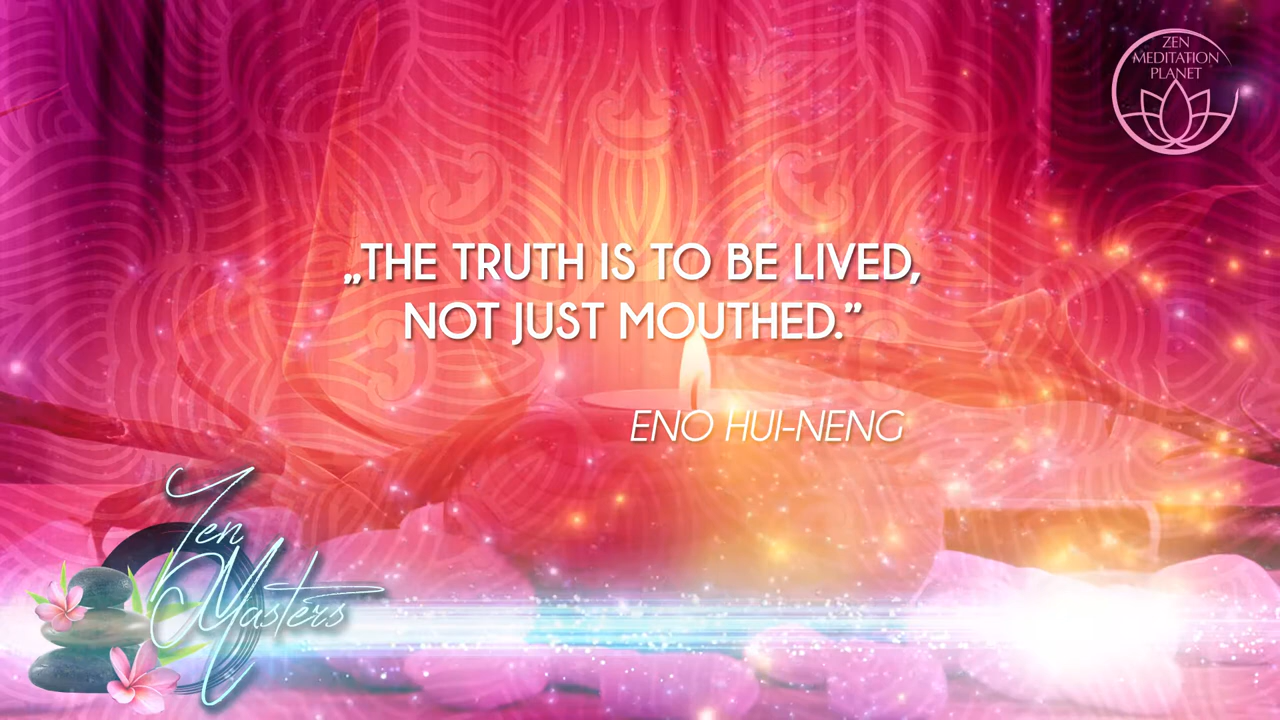 ZEN
MEDITATION
PLANET
„THE TRUTH IS TO BE LIVED,
NOT JUST MOUTHED.”
ENO HUI-NENG
Zen
Masters